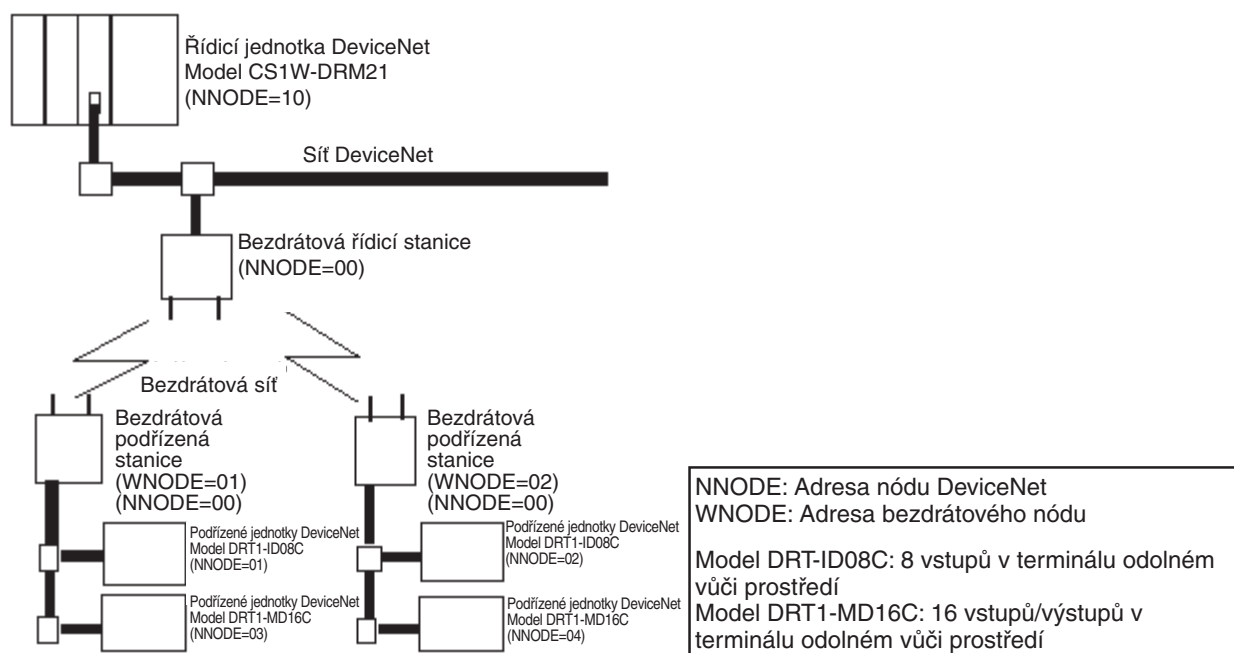 Řídicí jednotka DeviceNet
Model CS1W-DRM21
(NNODE=10)
Síť DeviceNet
Bezdrátová řídicí stanice
(NNODE=00)
Bezdrátová síť
Bezdrátová
podřízená
stanice
(WNODE=01)
(NNODE=00)
Podřízené jednotky DeviceNet
Model DRT1-ID08C
(NNODE=01)
Podřízené jednotky DeviceNet
Model DRT1-MD16C
(NNODE=03)
Bezdrátová
podřízená
stanice
(WNODE=02)
(NNODE=00)
Podřízené jednotky DeviceNet
Model DRT1-ID08C
(NNODE=02)
Podřízené jednotky DeviceNet
Model DRT1-MD16C
(NNODE=04)
NNODE: Adresa nódu DeviceNet
WNODE: Adresa bezdrátového nódu
Model DRT-ID08C: 8 vstupů v terminálu odolném
vůči prostředí
Model DRT1-MD16C: 16 vstupů/výstupů v
terminálu odolném vůči prostředí